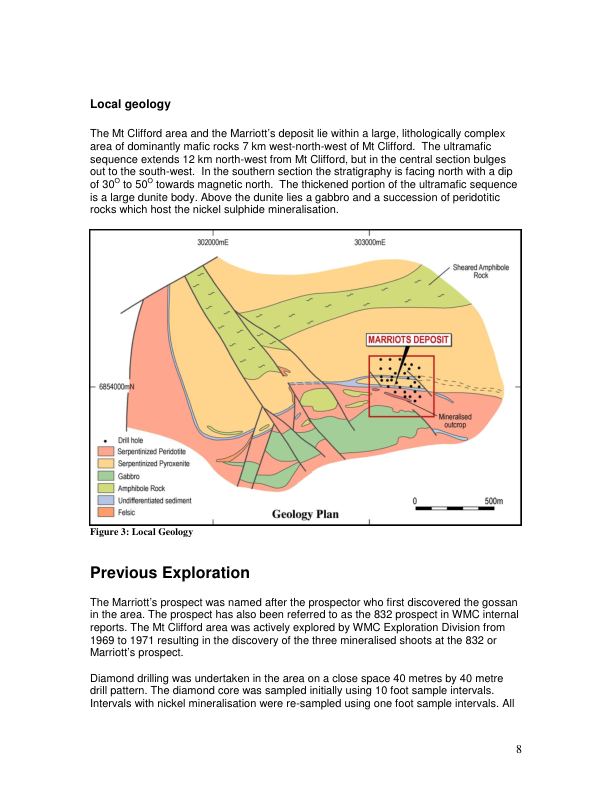 Local geology
The Mt Clifford area and the Marriott's deposit lie within a large, lithologically complex
area of dominantly mafic rocks 7 km west-north-west of Mt Clifford.  The ultramafic
sequence extends 12 km north-west from Mt Clifford, but in the central section bulges
out to the south-west.  In the southern section the stratigraphy is facing north with a dip
of 30O to 50O towards magnetic north.  The thickened portion of the ultramafic sequence
is a large dunite body. Above the dunite lies a gabbro and a succession of peridotitic
rocks which host the nickel sulphide mineralisation.
302000mE
303000mE
Sheared Amphibole
Rock
MARRIOTS DEPOSIT
6854000mN
Mineralised
outcrop
Drill hole
Serpentinized Peridotite
Serpentinized Pyroxenite
Gabbro
Amphibole Rock
Undifferentiated sediment
Felsic
0
500m
Geology Plan
Figure 3: Local Geology
Previous Exploration
The Marriott's prospect was named after the prospector who first discovered the gossan
in the area. The prospect has also been referred to as the 832 prospect in WMC internal
reports. The Mt Clifford area was actively explored by WMC Exploration Division from
1969 to 1971 resulting in the discovery of the three mineralised shoots at the 832 or
Marriott's prospect.
Diamond drilling was undertaken in the area on a close space 40 metres by 40 metre
drill pattern. The diamond core was sampled initially using 10 foot sample intervals.
Intervals with nickel mineralisation were re-sampled using one foot sample intervals. All
8